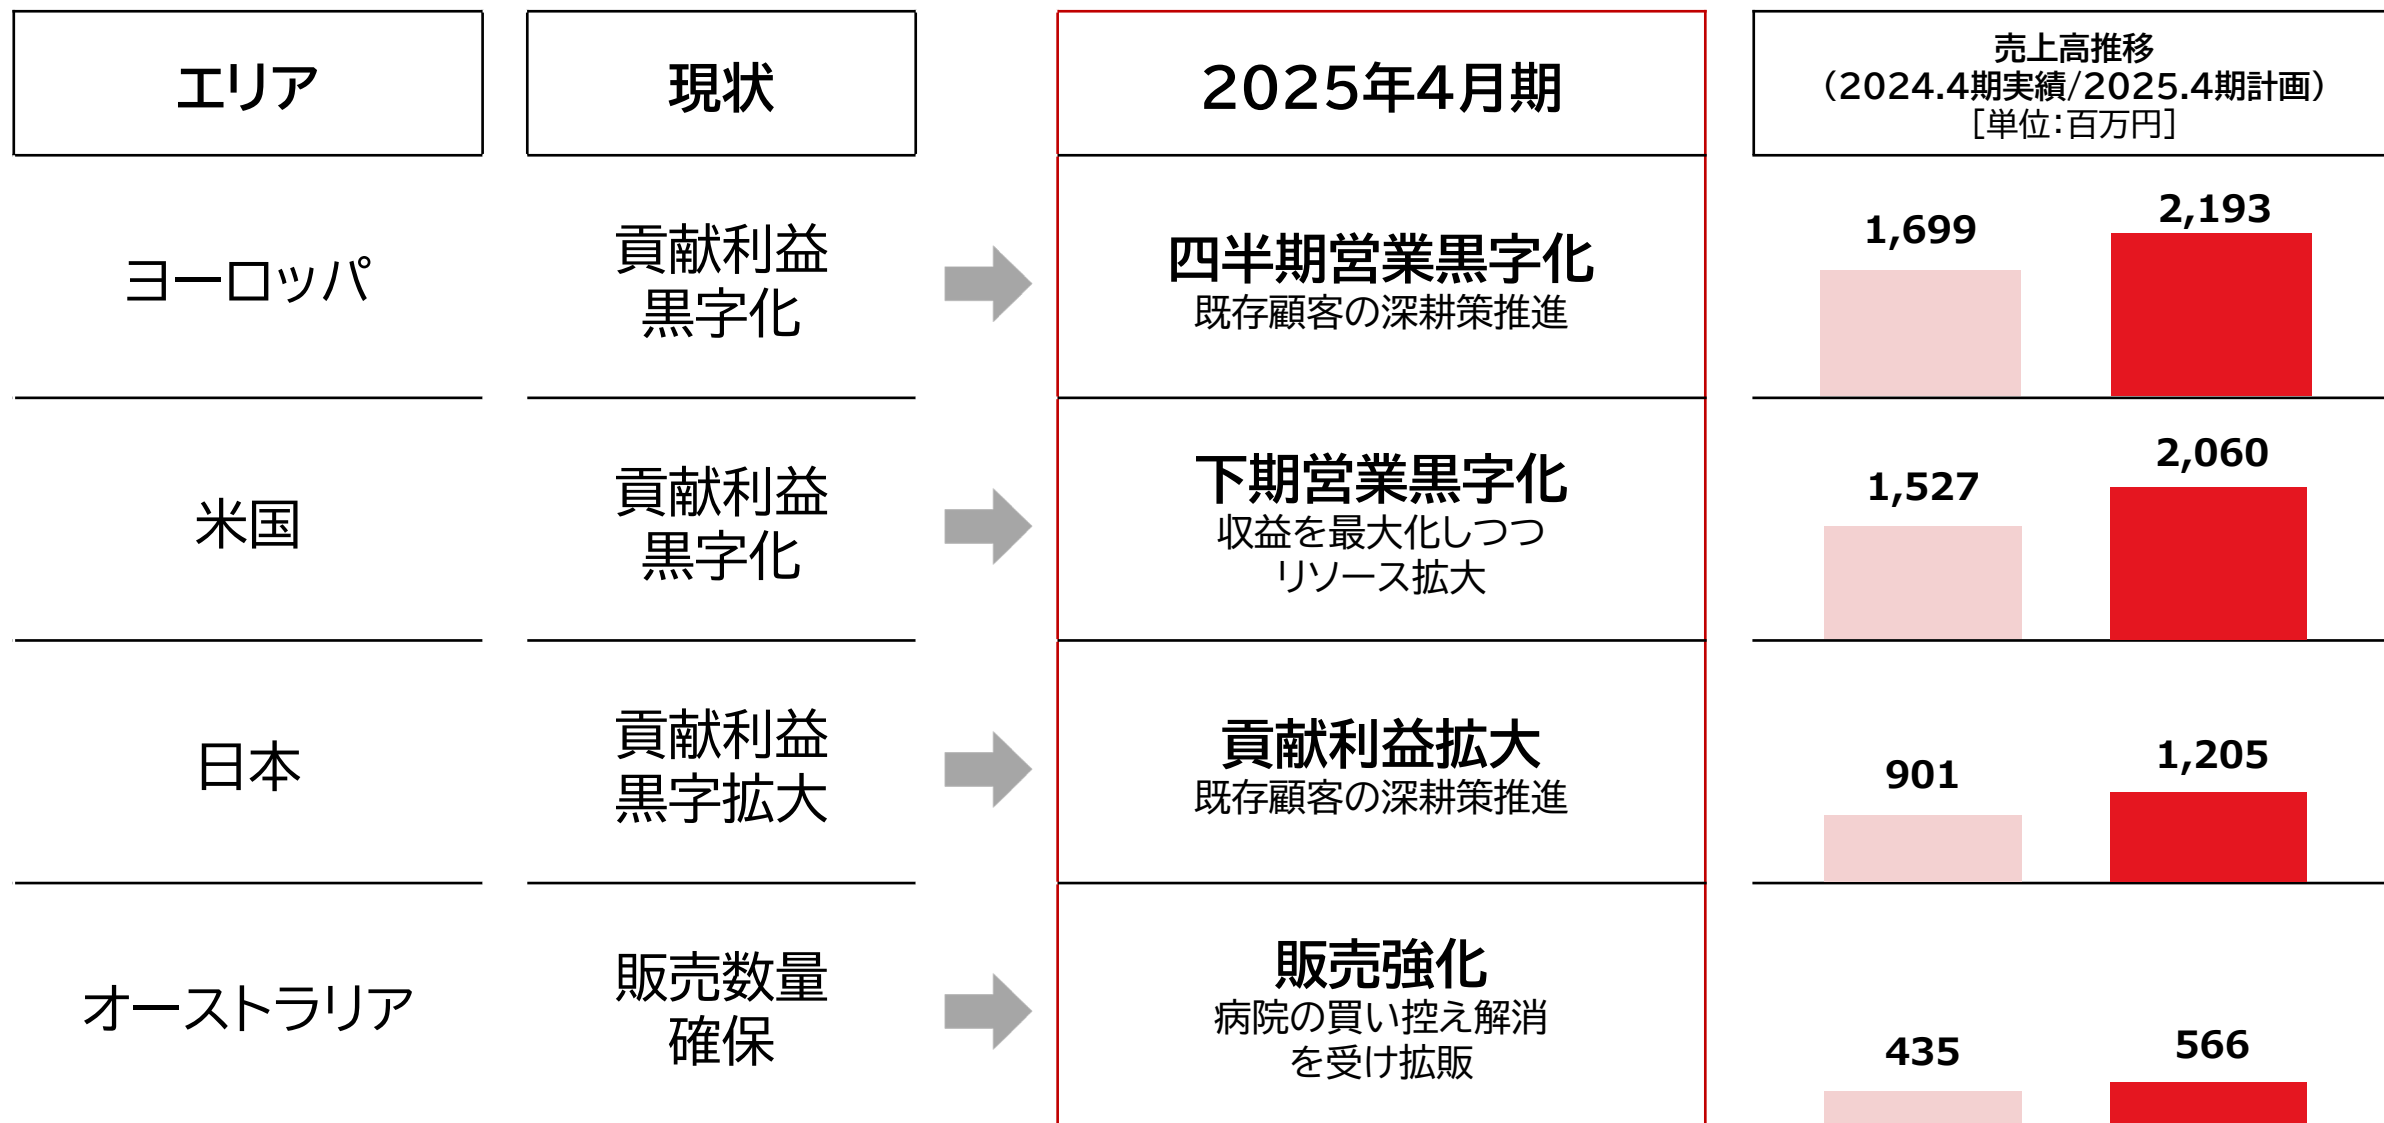 エリア
現状
2025年4月期
売上高推移
（2024.4期実績/2025.4期計画）
［単位：百万円］
ヨーロッパ
貢献利益
黒字化
四半期営業黒字化
既存顧客の深耕策推進
1,699
2,193
米国
貢献利益
黒字化
下期営業黒字化
収益を最大化しつつ
リソース拡大
1,527
2,060
日本
貢献利益
黒字拡大
貢献利益拡大
既存顧客の深耕策推進
901
1,205
オーストラリア
販売数量
確保
販売強化
病院の買い控え解消
を受け拡販
435
566